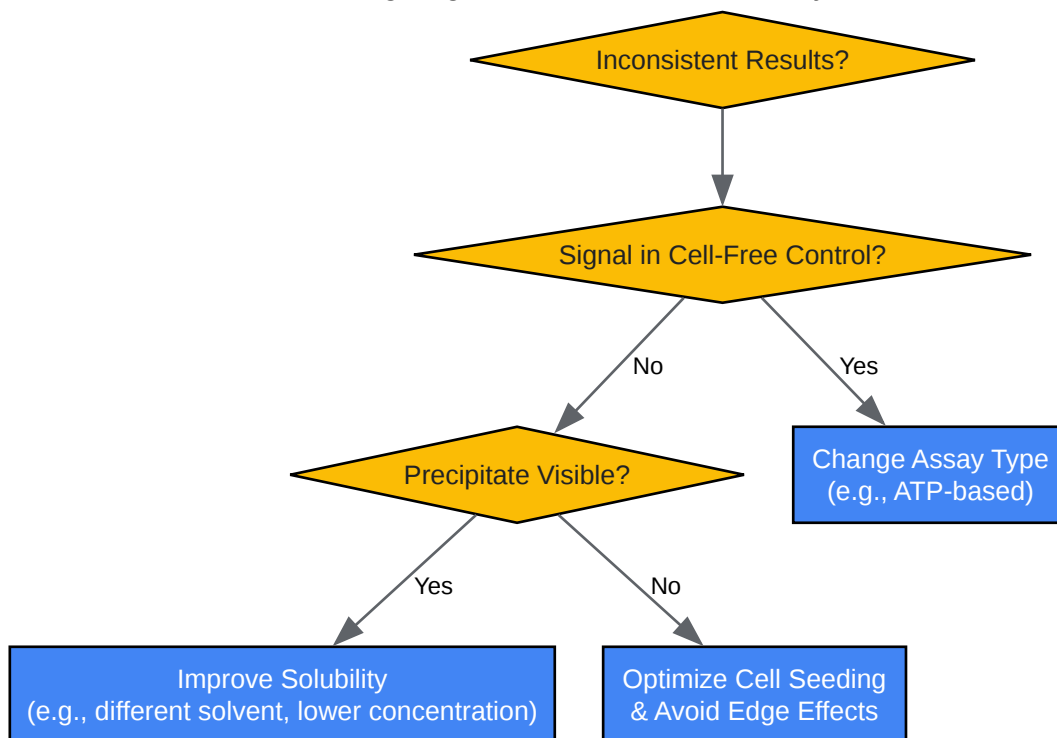 Inconsistent Results?
Signal in Cell-Free Control?
No
Yes
Precipitate Visible?
Change Assay Type
(e.g., ATP-based)
Yes
No
Improve Solubility
(e.g., different solvent, lower concentration)
Optimize Cell Seeding
& Avoid Edge Effects